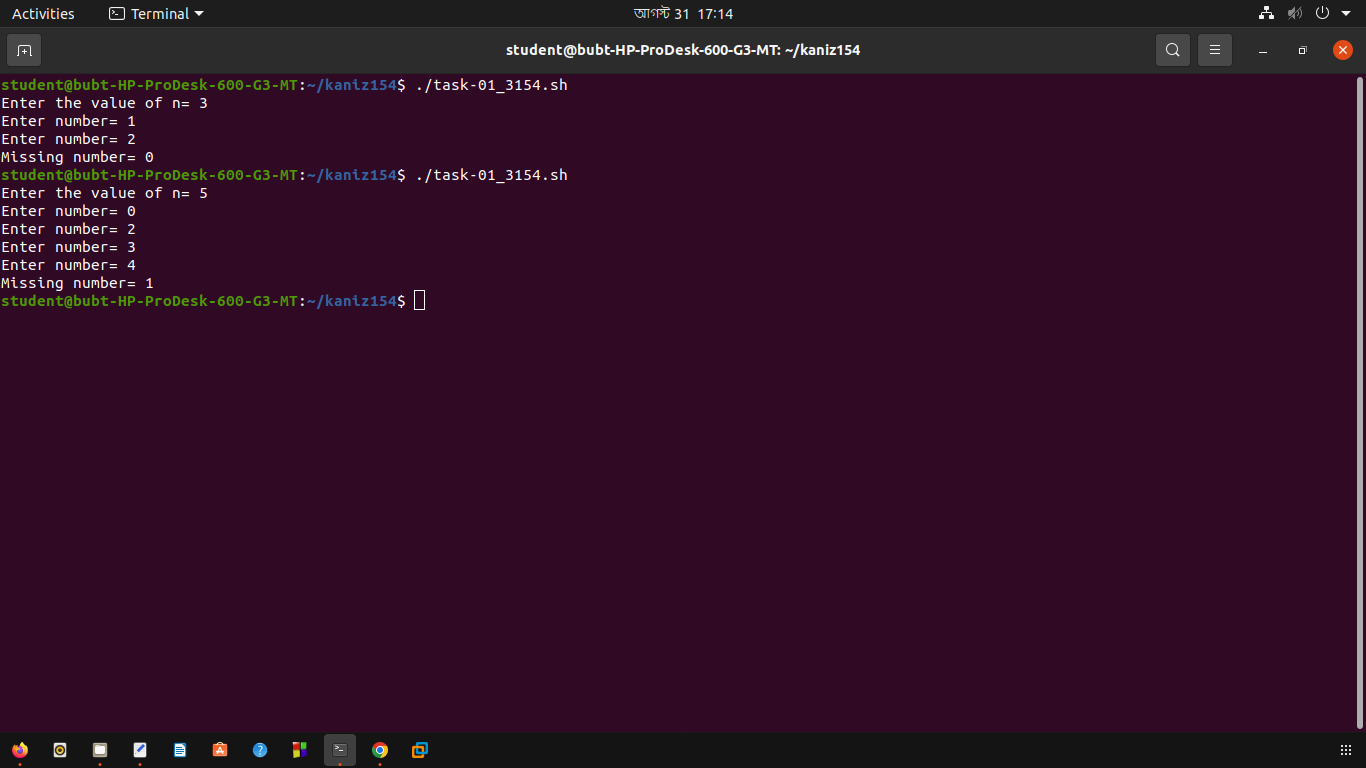 Activities Terminal আগস্ট 31 17:14
student@bubt-HP-ProDesk-600-G3-MT: ~/kaniz154
student@bubt-HP-ProDesk-600-G3-MT:~/kaniz154$ ./task-01_3154.sh
Enter the value of n= 3
Enter number= 1
Enter number= 2
Missing number= 0
student@bubt-HP-ProDesk-600-G3-MT:~/kaniz154$ ./task-01_3154.sh
Enter the value of n= 5
Enter number= 0
Enter number= 2
Enter number= 3
Enter number= 4
Missing number= 1
student@bubt-HP-ProDesk-600-G3-MT:~/kaniz154$